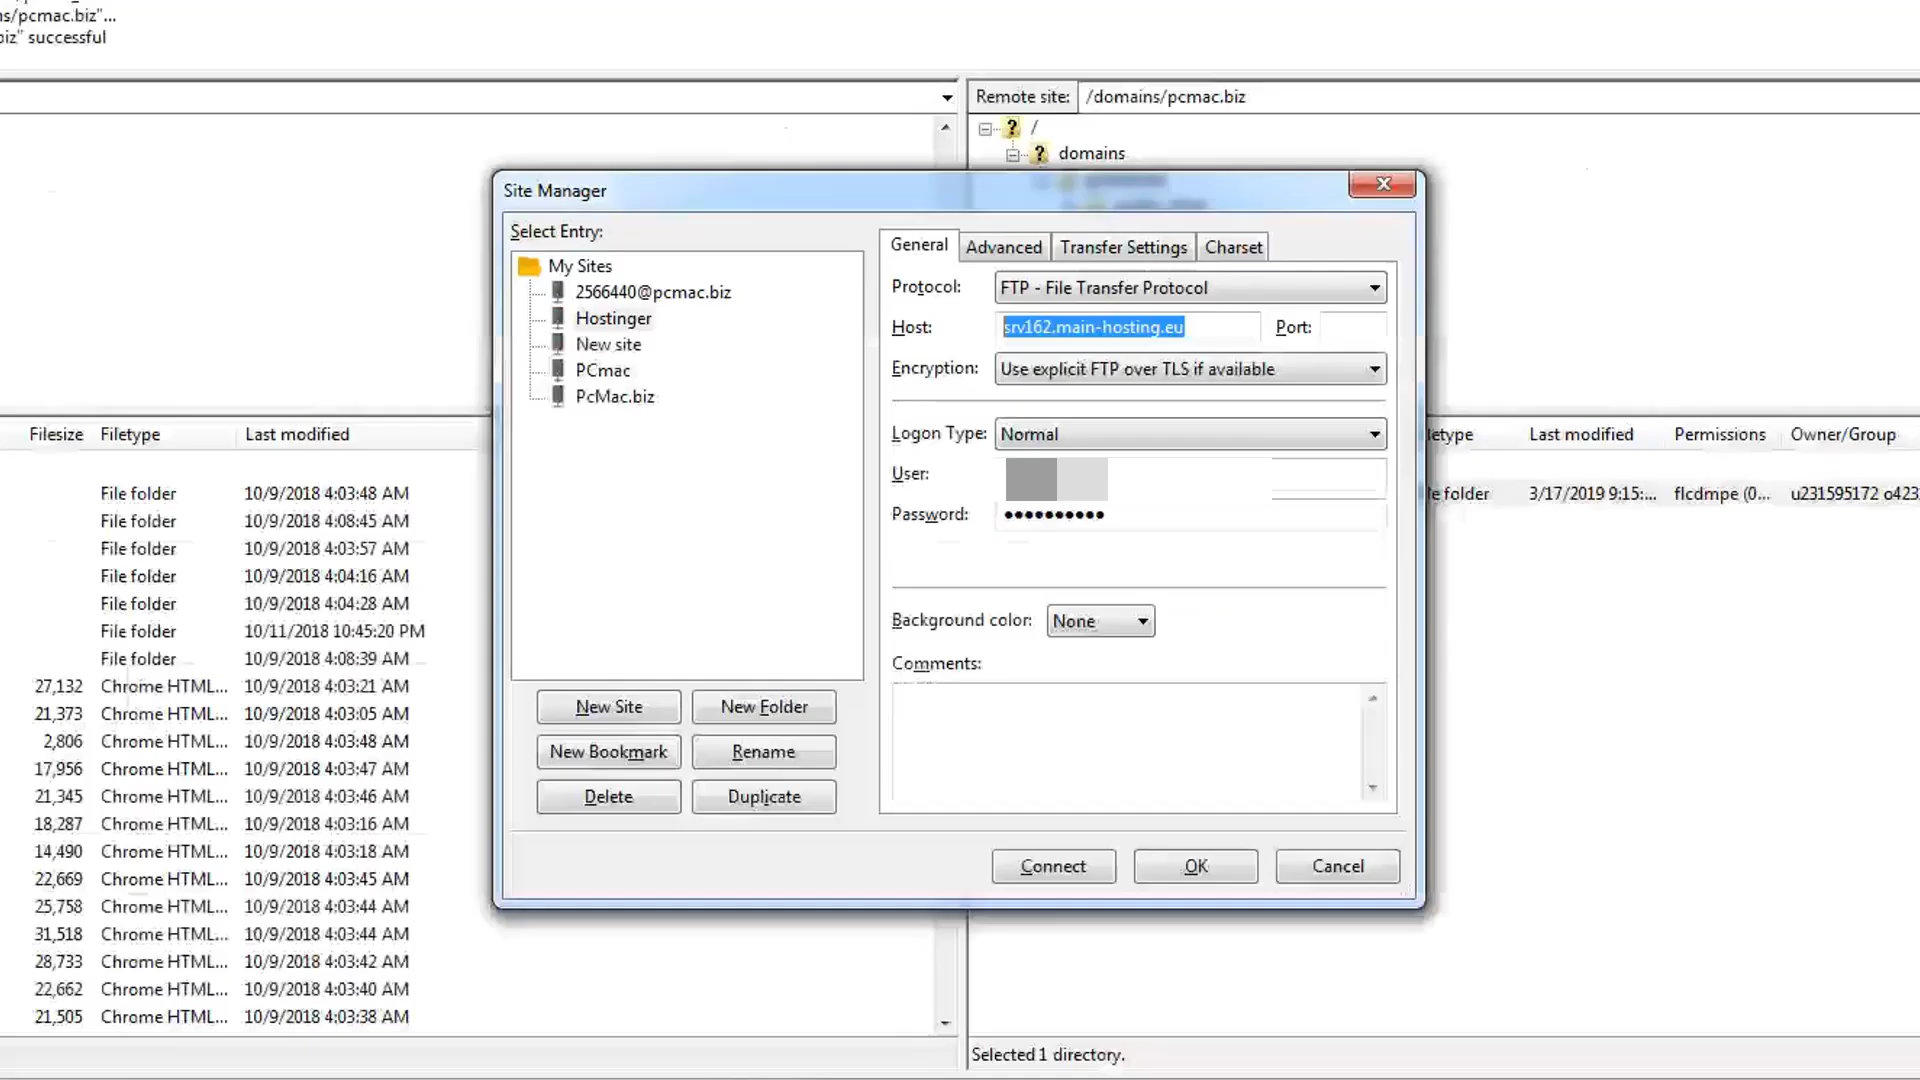 ns/pcmac.biz"...
biz" successful
Remote site: /domains/pcmac.biz
/
domains
Site Manager
Select Entry:
My Sites
2566440@pcmac.biz
Hostinger
New site
PCmac
PcMac.biz
New Site
New Folder
New Bookmark
Rename
Delete
Duplicate
General
Advanced
Transfer Settings
Charset
Protocol: FTP - File Transfer Protocol
Host: srv162.main-hosting.eu Port:
Encryption: Use explicit FTP over TLS if available
Logon Type: Normal
User:
Password: ●●●●●●●●●●
Background color: None
Comments:
Connect
OK
Cancel
Filesize Filetype Last modified
File folder 10/9/2018 4:03:48 AM
File folder 10/9/2018 4:08:45 AM
File folder 10/9/2018 4:03:57 AM
File folder 10/9/2018 4:04:16 AM
File folder 10/9/2018 4:04:28 AM
File folder 10/11/2018 10:45:20 PM
File folder 10/9/2018 4:08:39 AM
27,132 Chrome HTML... 10/9/2018 4:03:21 AM
21,373 Chrome HTML... 10/9/2018 4:03:05 AM
2,806 Chrome HTML... 10/9/2018 4:03:48 AM
17,956 Chrome HTML... 10/9/2018 4:03:47 AM
21,345 Chrome HTML... 10/9/2018 4:03:46 AM
18,287 Chrome HTML... 10/9/2018 4:03:16 AM
14,490 Chrome HTML... 10/9/2018 4:03:18 AM
22,669 Chrome HTML... 10/9/2018 4:03:45 AM
25,758 Chrome HTML... 10/9/2018 4:03:44 AM
31,518 Chrome HTML... 10/9/2018 4:03:44 AM
28,733 Chrome HTML... 10/9/2018 4:03:42 AM
22,662 Chrome HTML... 10/9/2018 4:03:40 AM
21,505 Chrome HTML... 10/9/2018 4:03:38 AM
letype Last modified Permissions Owner/Group
le folder 3/17/2019 9:15:... flcdmpe (0... u231595172 o423
Selected 1 directory.